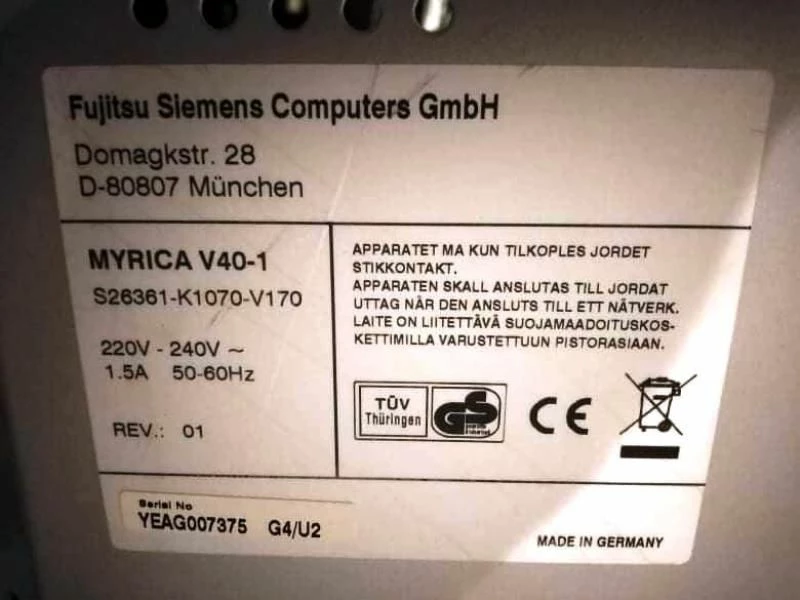 Fujitsu Siemens Computers GmbH
Domagkstr. 28
D-80807 München
MYRICA V40-1
S26361-K1070-V170
220V - 240V ~
1.5A 50-60Hz
REV.: 01
APPARATET MA KUN TILKOPLES JORDET
STIKKONTAKT.
APPARATEN SKALL ANSLUTAS TILL JORDAT
UTTAG NÄR DEN ANSLUTS TILL ETT NÄTVERK.
LAITE ON LIITETTÄVÄ SUOJAMAADOITUSKOS-
KETTIMILLA VARUSTETTUUN PISTORASIAAN.
TÜV
Thüringen
GS
CE
Serial No
YEAG007375 G4/U2
MADE IN GERMANY